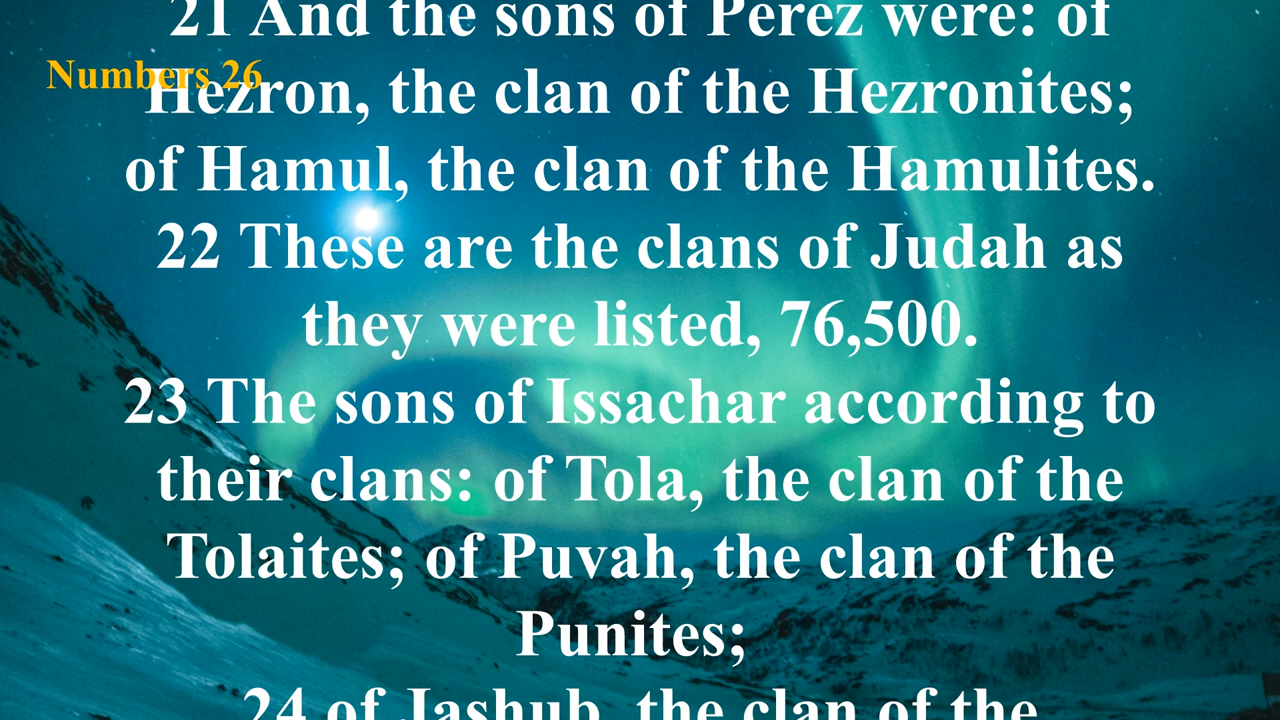 21 And the sons of Perez were: of
Numbers 26
Hezron, the clan of the Hezronites;
of Hamul, the clan of the Hamulites.
22 These are the clans of Judah as
they were listed, 76,500.
23 The sons of Issachar according to
their clans: of Tola, the clan of the
Tolaites; of Puvah, the clan of the
Punites;
24 of Jashub, the clan of the